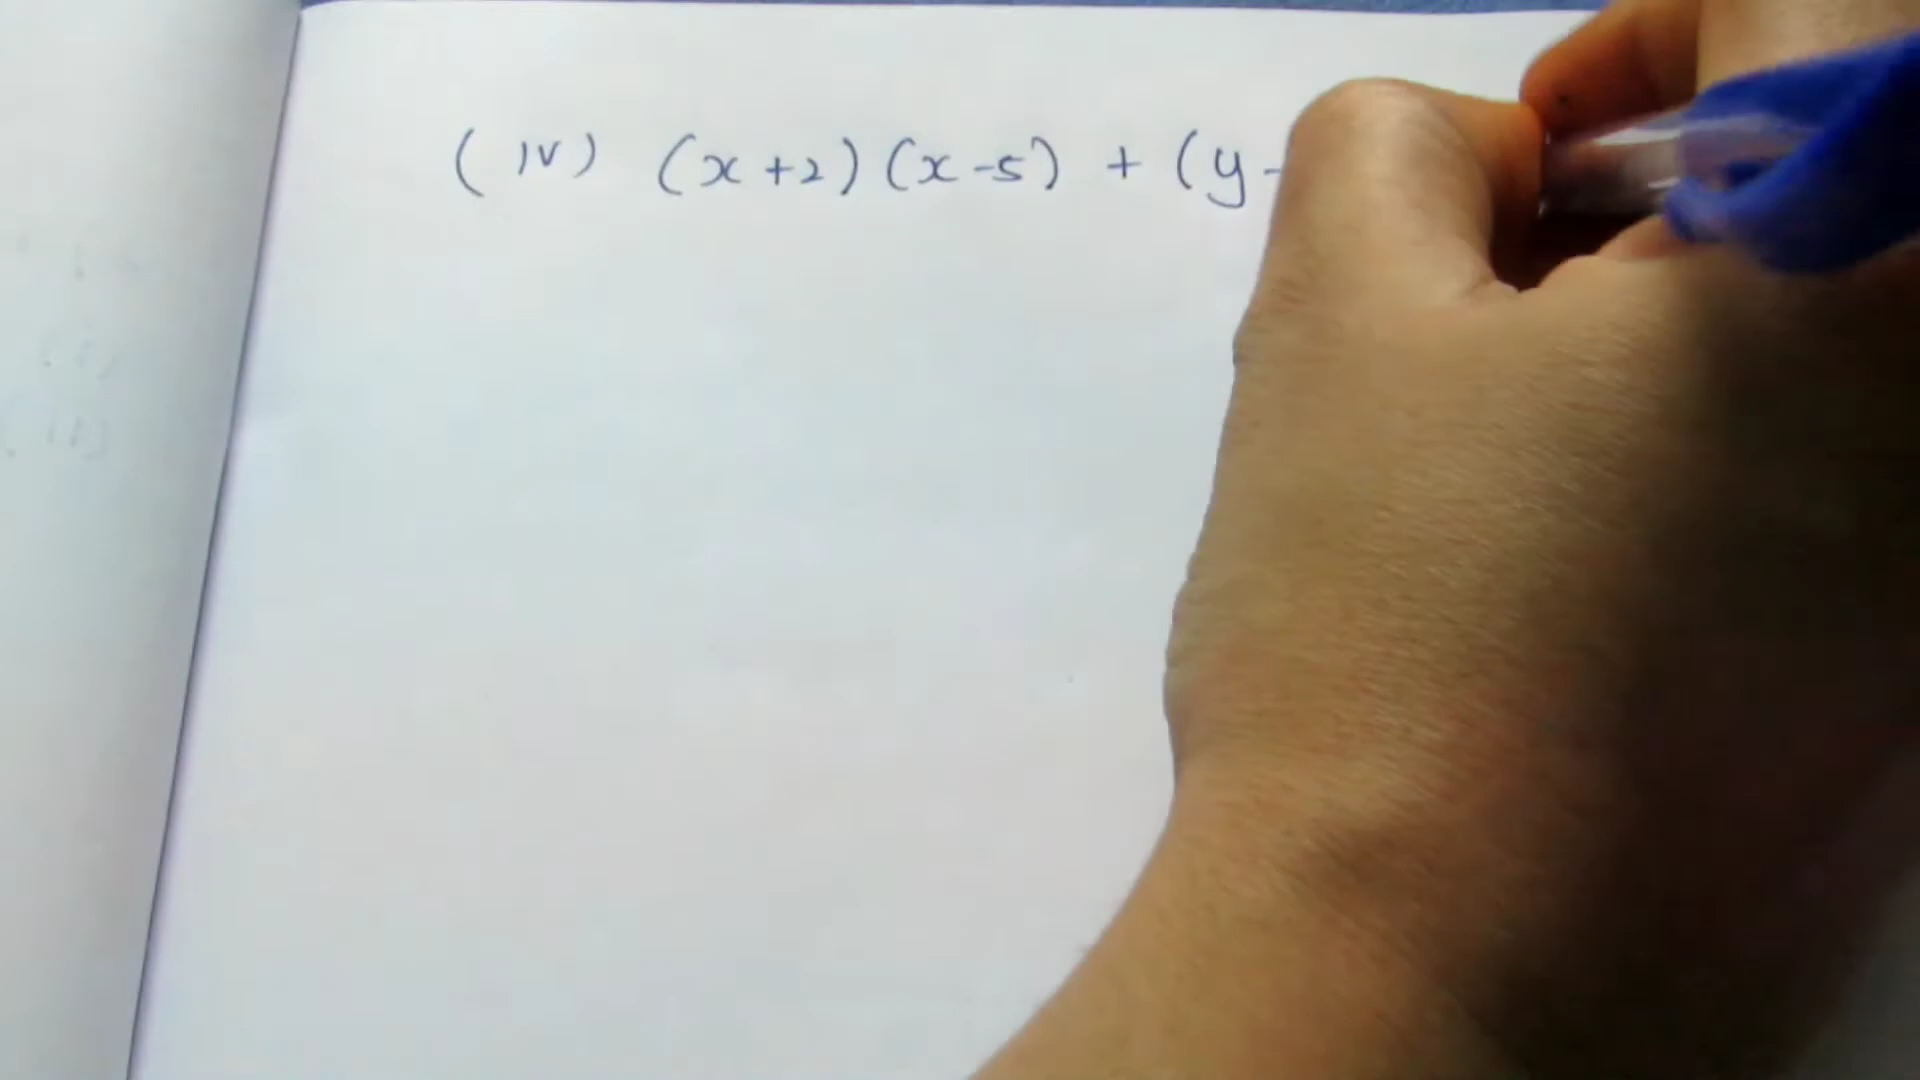 (iv) (x+2)(x-5) + (y-